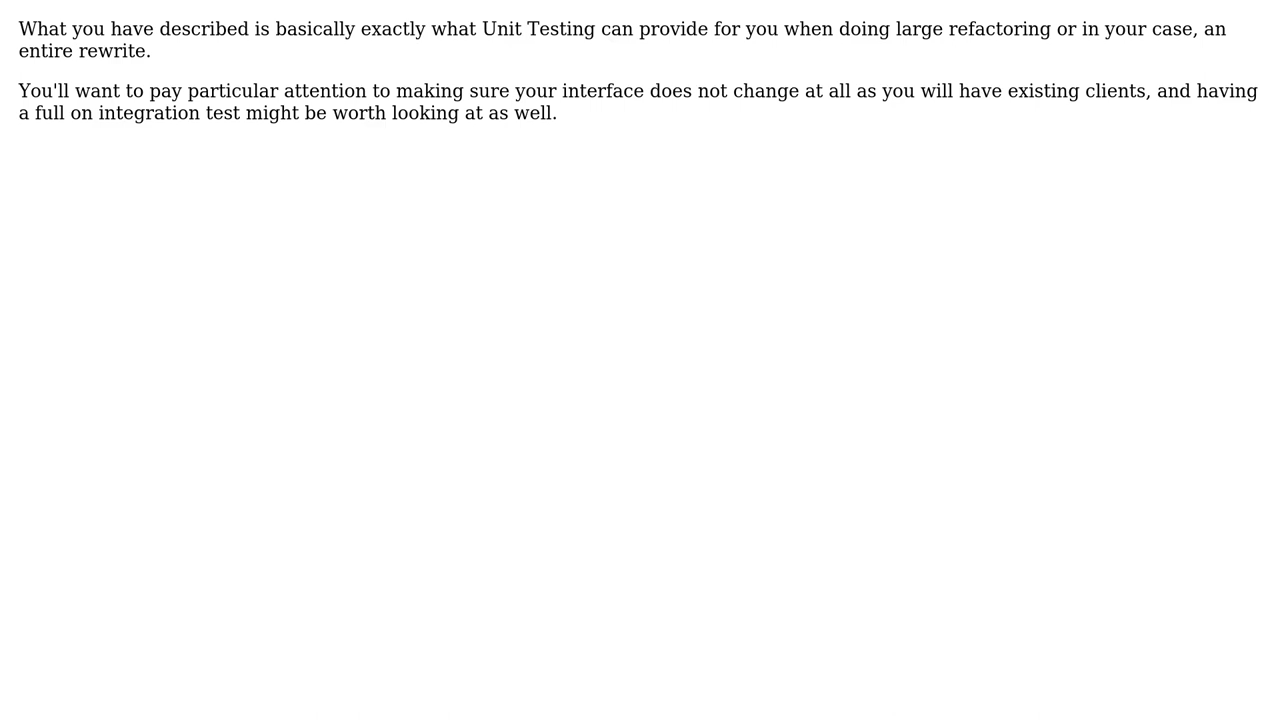 What you have described is basically exactly what Unit Testing can provide for you when doing large refactoring or in your case, an
entire rewrite.
You'll want to pay particular attention to making sure your interface does not change at all as you will have existing clients, and having
a full on integration test might be worth looking at as well.